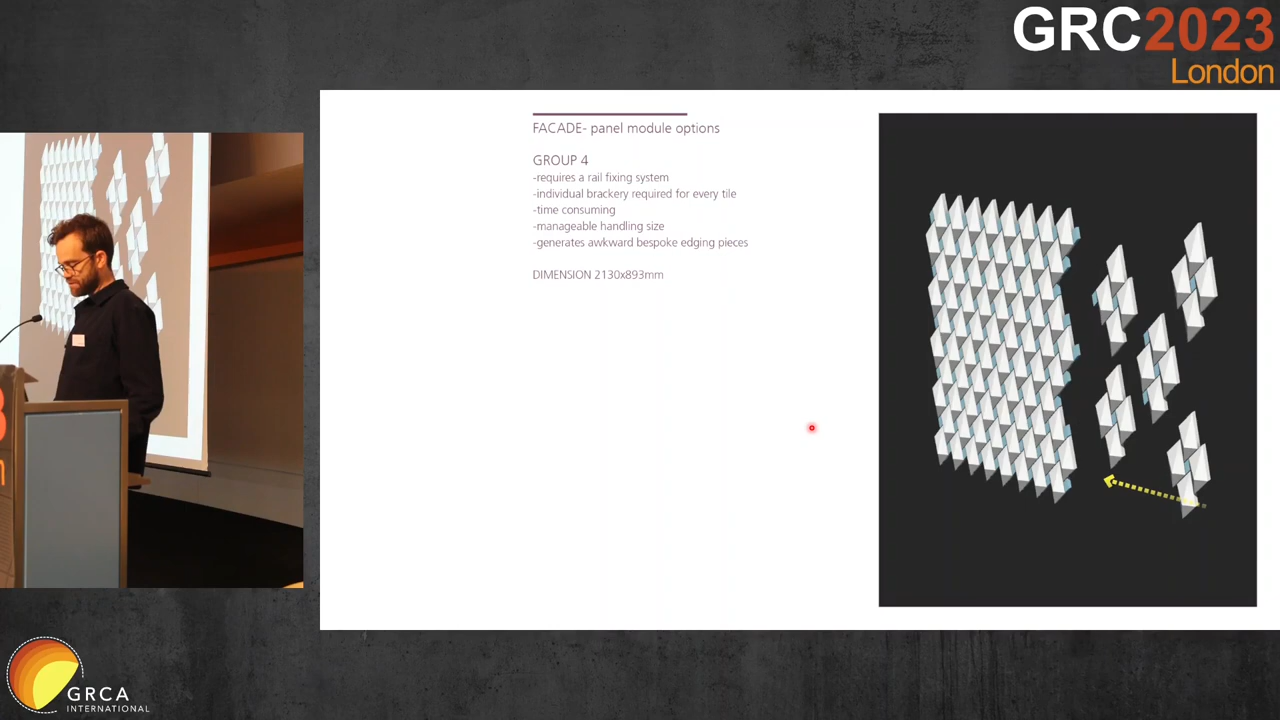 GRC2023
London
FACADE- panel module options
GROUP 4
-requires a rail fixing system
-individual brackery required for every tile
-time consuming
-manageable handling size
-generates awkward bespoke edging pieces
DIMENSION 2130x893mm
GRCA
INTERNATIONAL